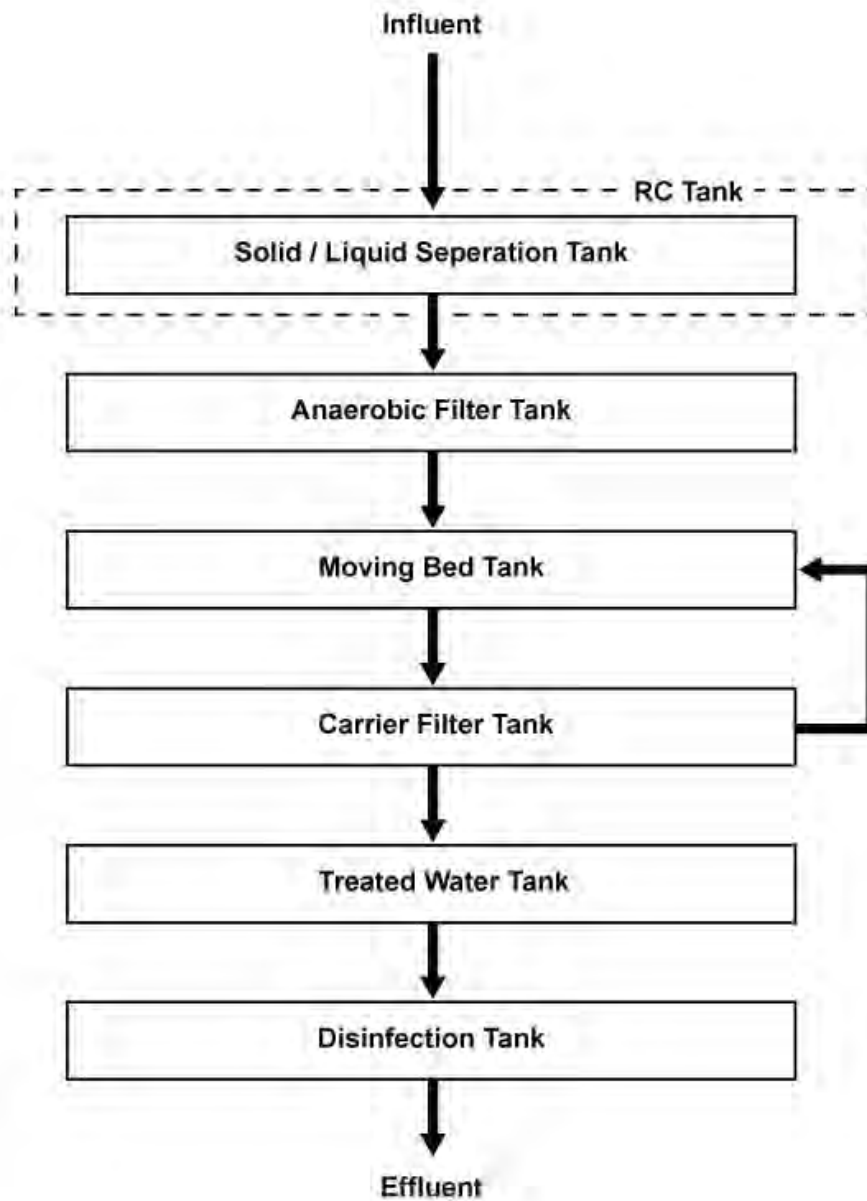 Influent
RC Tank
Solid / Liquid Seperation Tank
Anaerobic Filter Tank
Moving Bed Tank
Carrier Filter Tank
Treated Water Tank
Disinfection Tank
Effluent